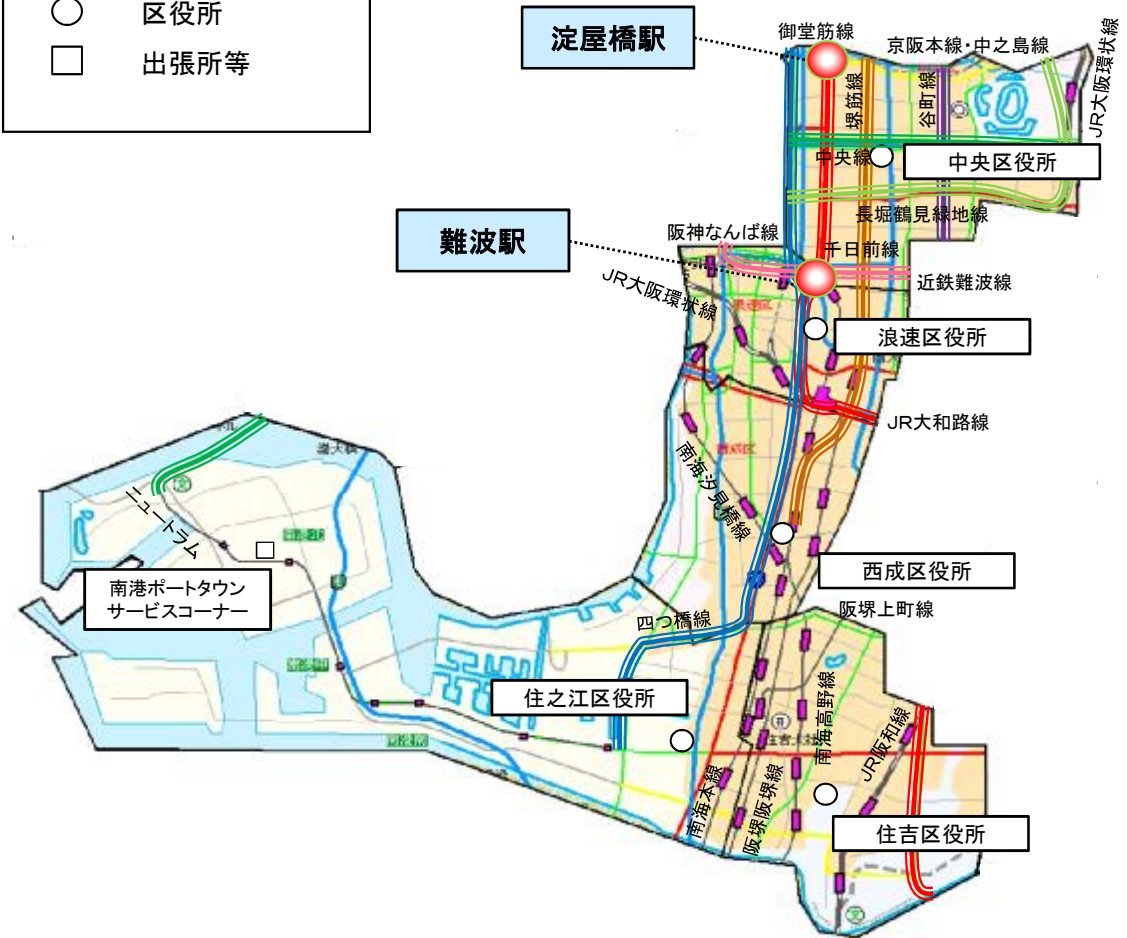 区役所
出張所等
淀屋橋駅
御堂筋線
京阪本線・中之島線
JR大阪環状線
堺筋線
谷町線
中央線
中央区役所
長堀鶴見緑地線
難波駅
阪神なんば線
千日前線
近鉄難波線
JR大阪環状線
浪速区
浪速区役所
JR大和路線
西成区
南海汐見橋線
ニュートラム
南港ポートタウン
サービスコーナー
西成区役所
阪堺上町線
四つ橋線
住之江区役所
南海高野線
JR阪和線
南海本線
阪堺阪堺線
住吉区役所